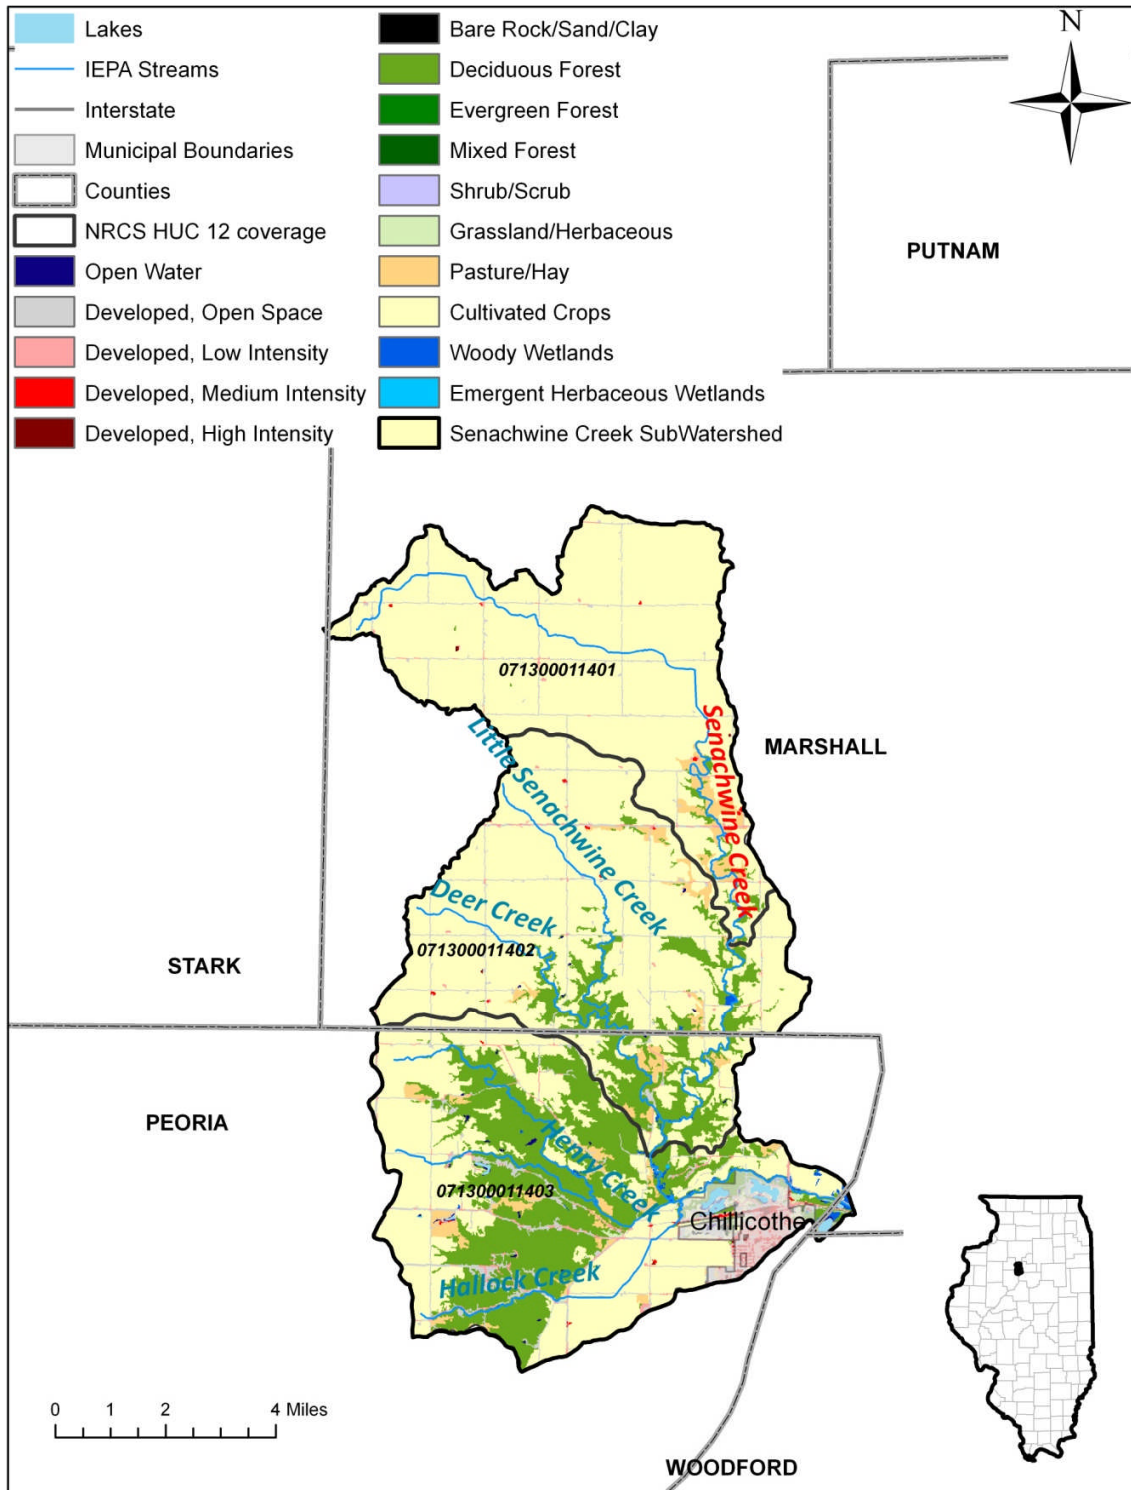 Lakes
IEPA Streams
Interstate
Municipal Boundaries
Counties
NRCS HUC 12 coverage
Open Water
Developed, Open Space
Developed, Low Intensity
Developed, Medium Intensity
Developed, High Intensity
Bare Rock/Sand/Clay
Deciduous Forest
Evergreen Forest
Mixed Forest
Shrub/Scrub
Grassland/Herbaceous
Pasture/Hay
Cultivated Crops
Woody Wetlands
Emergent Herbaceous Wetlands
Senachwine Creek SubWatershed
N
PUTNAM
071300011401
Senachwine Creek
MARSHALL
Little Senachwine Creek
Deer Creek
071300011402
STARK
PEORIA
Henry Creek
071300011403
Chillicothe
Hallock Creek
0 1 2 4 Miles
WOODFORD